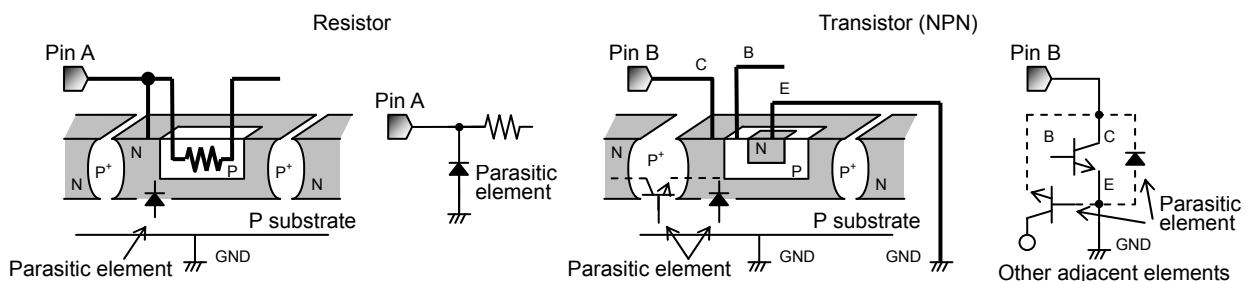 Resistor
Transistor (NPN)
Pin A
Pin B
C
B
E
Pin B
Pin A
N
P+
N
P
P+
N
Parasitic
element
P substrate
GND
Parasitic element
N
P+
N
P
P+
N
P substrate
GND
GND
Parasitic element
B
C
E
Parasitic
element
GND
Other adjacent elements